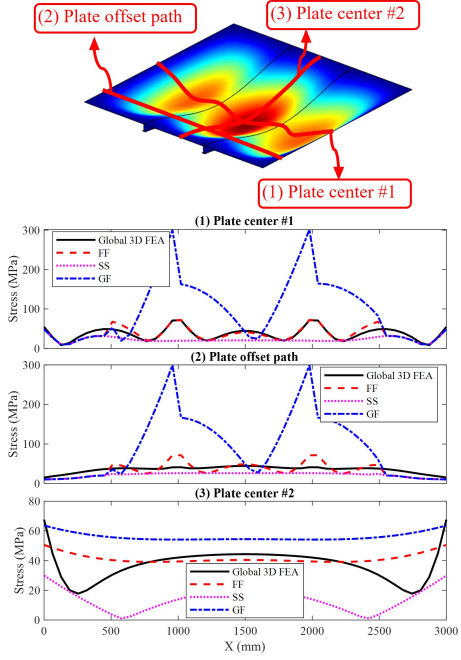 (2) Plate offset path
(3) Plate center #2
(1) Plate center #1
(1) Plate center #1
300
200
100
0
Stress (MPa)
Global 3D FEA
FF
SS
GF
(2) Plate offset path
300
200
100
0
Stress (MPa)
Global 3D FEA
FF
SS
GF
(3) Plate center #2
80
60
40
20
0
Stress (MPa)
Global 3D FEA
FF
SS
GF
0 500 1000 1500 2000 2500 3000
X (mm)